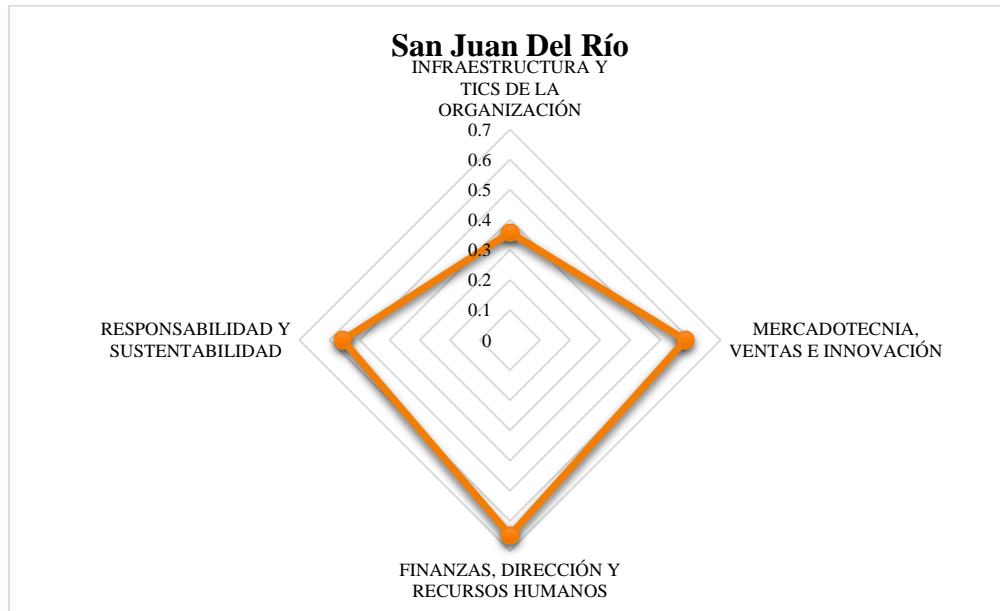 San Juan Del Río
INFRAESTRUCTURA Y
TICS DE LA
ORGANIZACIÓN
0.7
0.6
0.5
0.4
0.3
0.2
0.1
0
RESPONSABILIDAD Y
SUSTENTABILIDAD
MERCADOTECNIA,
VENTAS E INNOVACIÓN
FINANZAS, DIRECCIÓN Y
RECURSOS HUMANOS